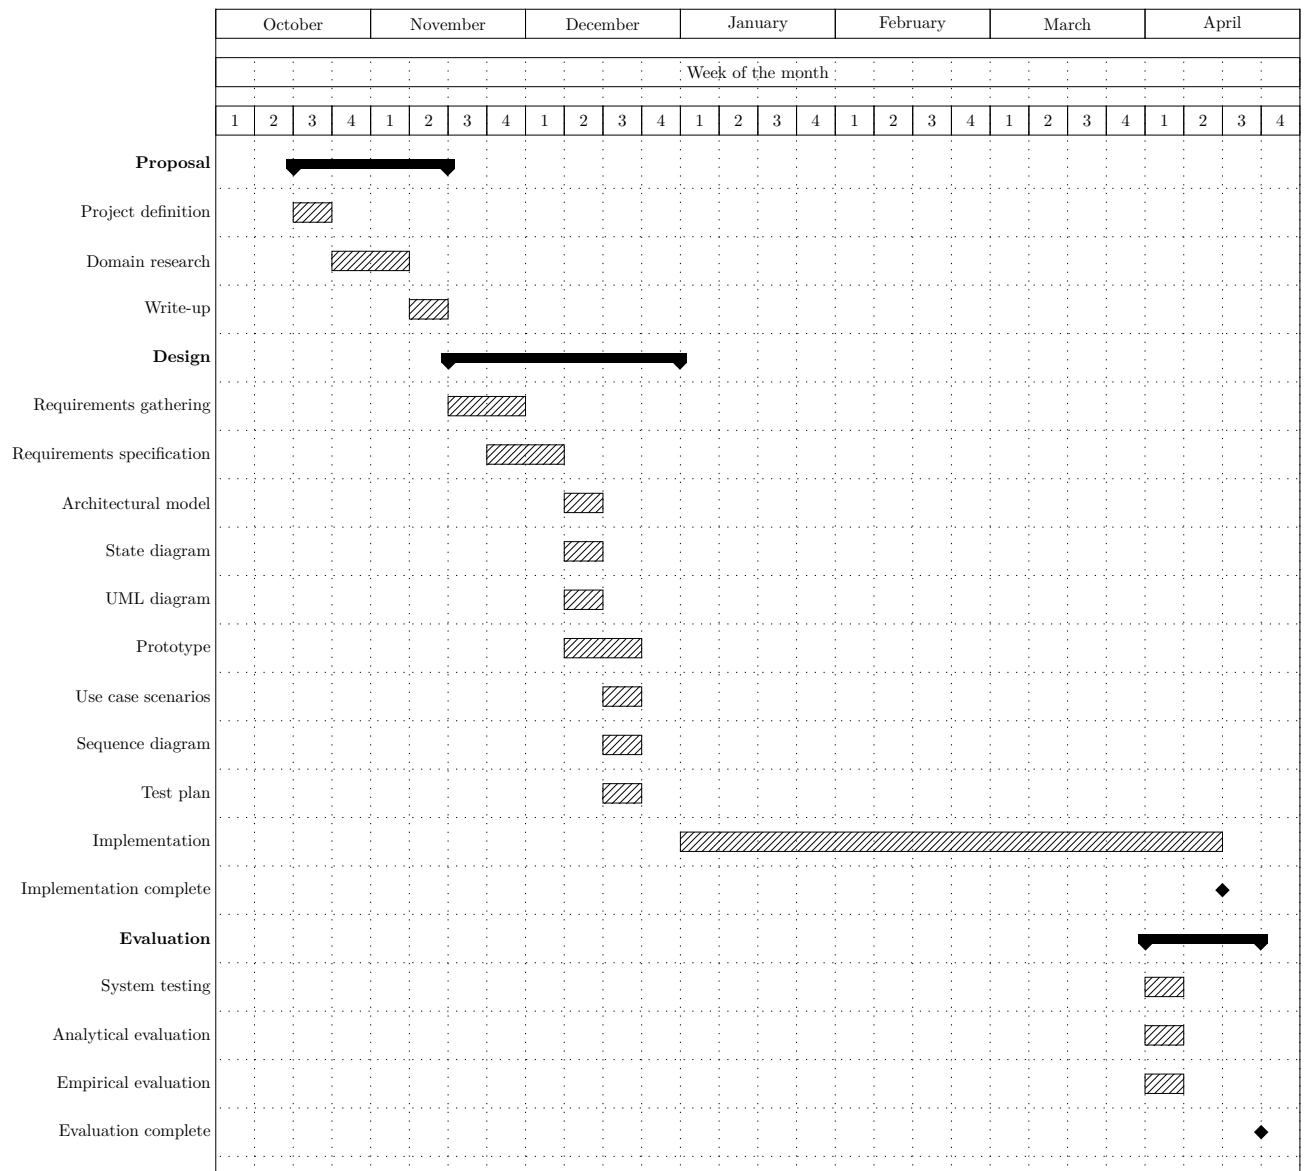 October November December January February March April
Week of the month
1 2 3 4 1 2 3 4 1 2 3 4 1 2 3 4 1 2 3 4 1 2 3 4 1 2 3 4
Proposal
Project definition
Domain research
Write-up
Design
Requirements gathering
Requirements specification
Architectural model
State diagram
UML diagram
Prototype
Use case scenarios
Sequence diagram
Test plan
Implementation
Implementation complete
Evaluation
System testing
Analytical evaluation
Empirical evaluation
Evaluation complete